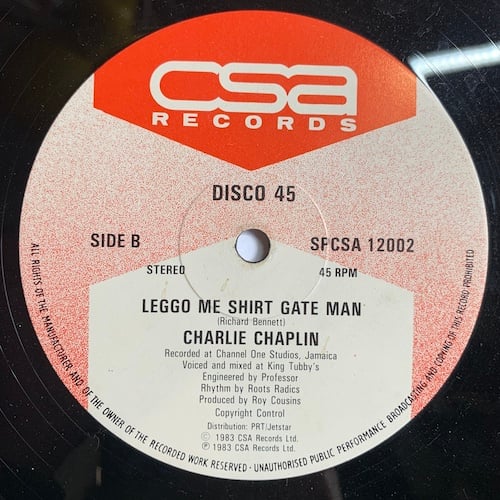 csa
RECORDS
DISCO 45
SIDE B
SPCSA 12002
STEREO
45 RPM
LEGGO ME SHIRT GATE MAN
(Richard Bennett)
CHARLIE CHAPLIN
Recorded at Channel One Studios, Jamaica
Voiced and mixed at King Tubby's
Engineered by Professor
Rhythm by Roots Radics
Produced by Roy Cousins
Copyright Control
Distribution: PRT/Jetstar
© 1983 CSA Records Ltd.
℗ 1983 CSA Records Ltd.
ALL RIGHTS OF THE MANUFACTURER AND OF THE OWNER OF THE RECORDED WORK RESERVED · UNAUTHORISED PUBLIC PERFORMANCE BROADCASTING AND COPYING OF THIS RECORD PROHIBITED